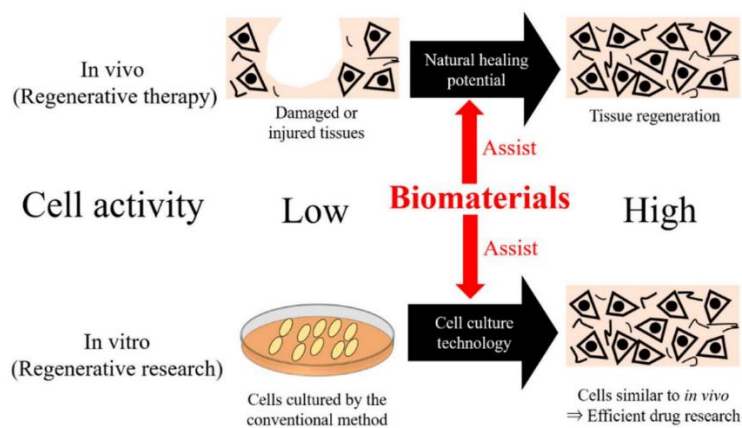 In vivo
(Regenerative therapy)
Damaged or
injured tissues
Natural healing
potential
Tissue regeneration
Assist
Cell activity
Low
Biomaterials
High
Assist
In vitro
(Regenerative research)
Cells cultured by the
conventional method
Cell culture
technology
Cells similar to in vivo
⇒ Efficient drug research